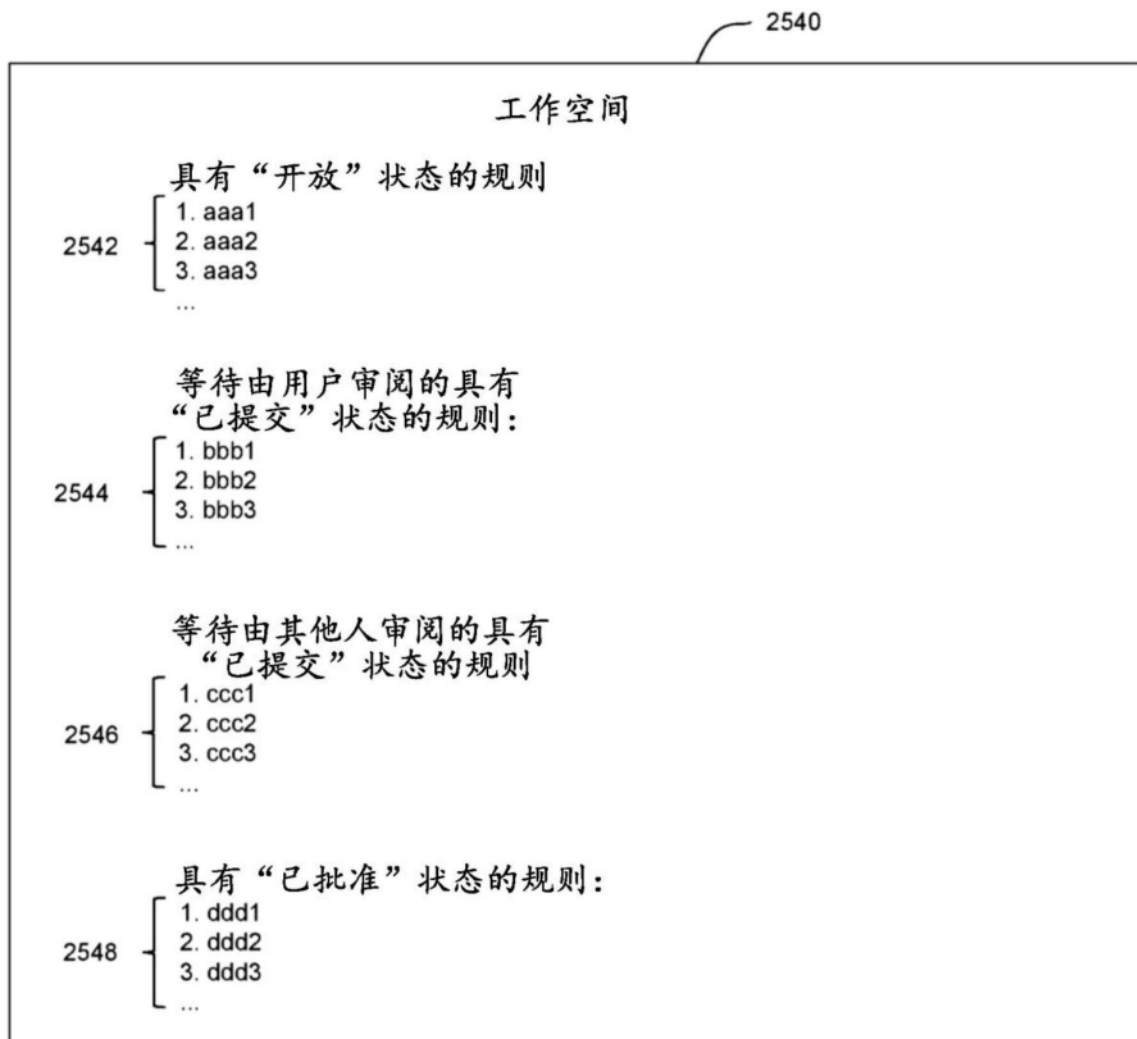 2540
工作空间
具有“开放”状态的规则
1. aaa1
2542
2. aaa2
3. aaa3
...
等待由用户审阅的具有
“已提交”状态的规则：
1. bbb1
2544
2. bbb2
3. bbb3
...
等待由其他人审阅的具有
“已提交”状态的规则
1. ccc1
2546
2. ccc2
3. ccc3
...
具有“已批准”状态的规则：
1. ddd1
2548
2. ddd2
3. ddd3
...